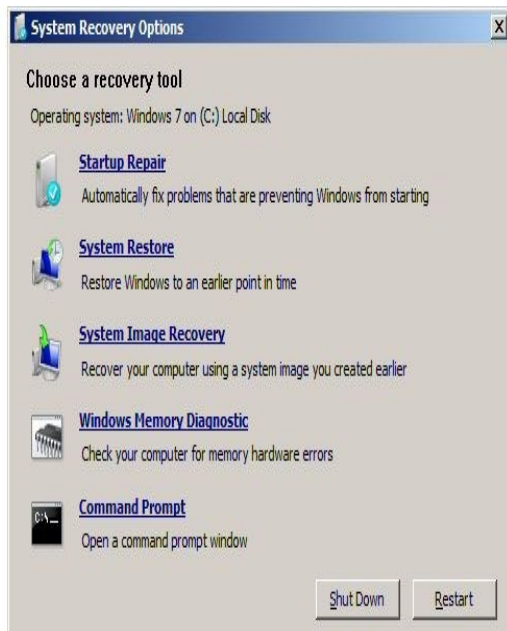 System Recovery Options
Choose a recovery tool
Operating system: Windows 7 on (C:) Local Disk
Startup Repair
Automatically fix problems that are preventing Windows from starting
System Restore
Restore Windows to an earlier point in time
System Image Recovery
Recover your computer using a system image you created earlier
Windows Memory Diagnostic
Check your computer for memory hardware errors
C:\_
Command Prompt
Open a command prompt window
Shut Down
Restart